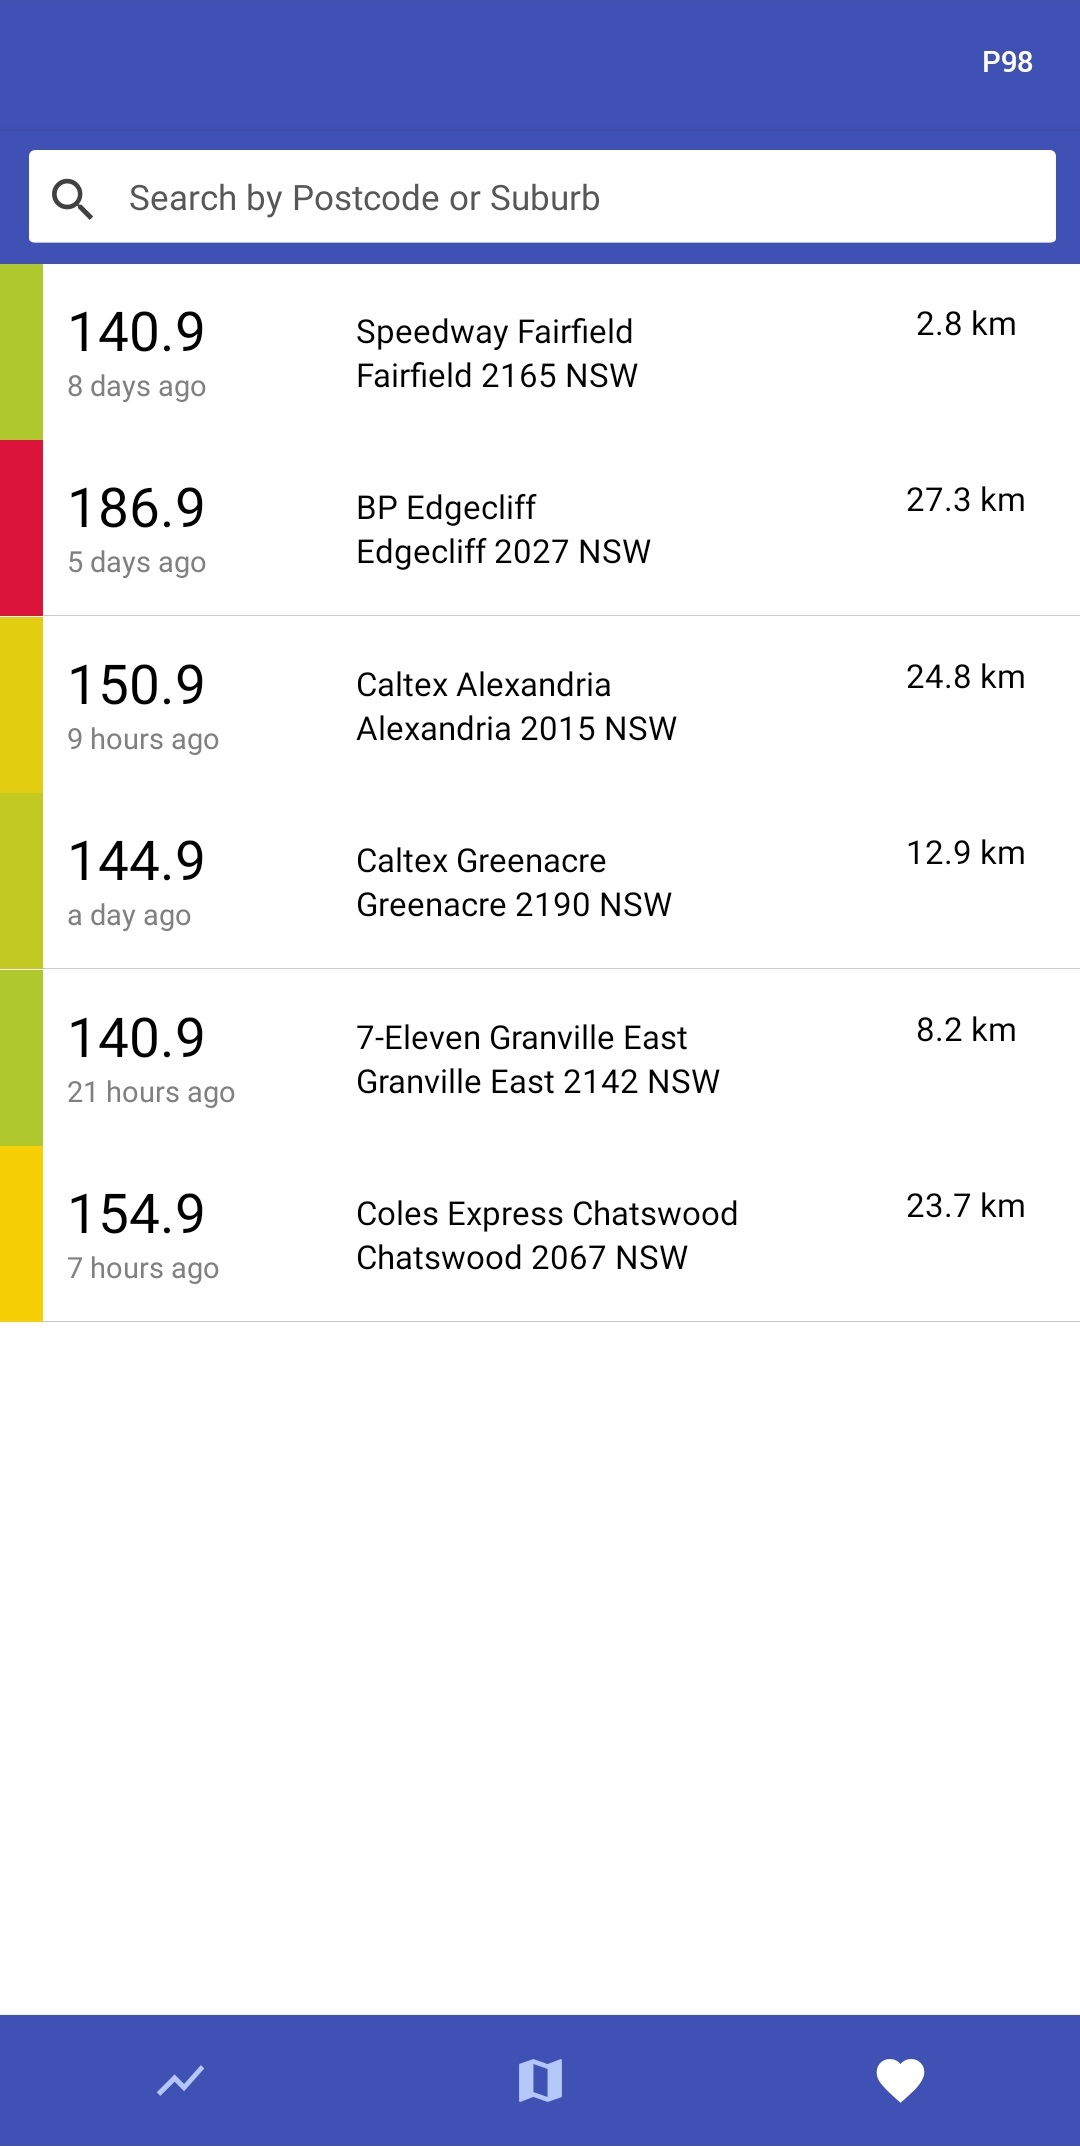 P98
Search by Postcode or Suburb
140.9
8 days ago
Speedway Fairfield
Fairfield 2165 NSW
2.8 km
186.9
5 days ago
BP Edgecliff
Edgecliff 2027 NSW
27.3 km
150.9
9 hours ago
Caltex Alexandria
Alexandria 2015 NSW
24.8 km
144.9
a day ago
Caltex Greenacre
Greenacre 2190 NSW
12.9 km
140.9
21 hours ago
7-Eleven Granville East
Granville East 2142 NSW
8.2 km
154.9
7 hours ago
Coles Express Chatswood
Chatswood 2067 NSW
23.7 km